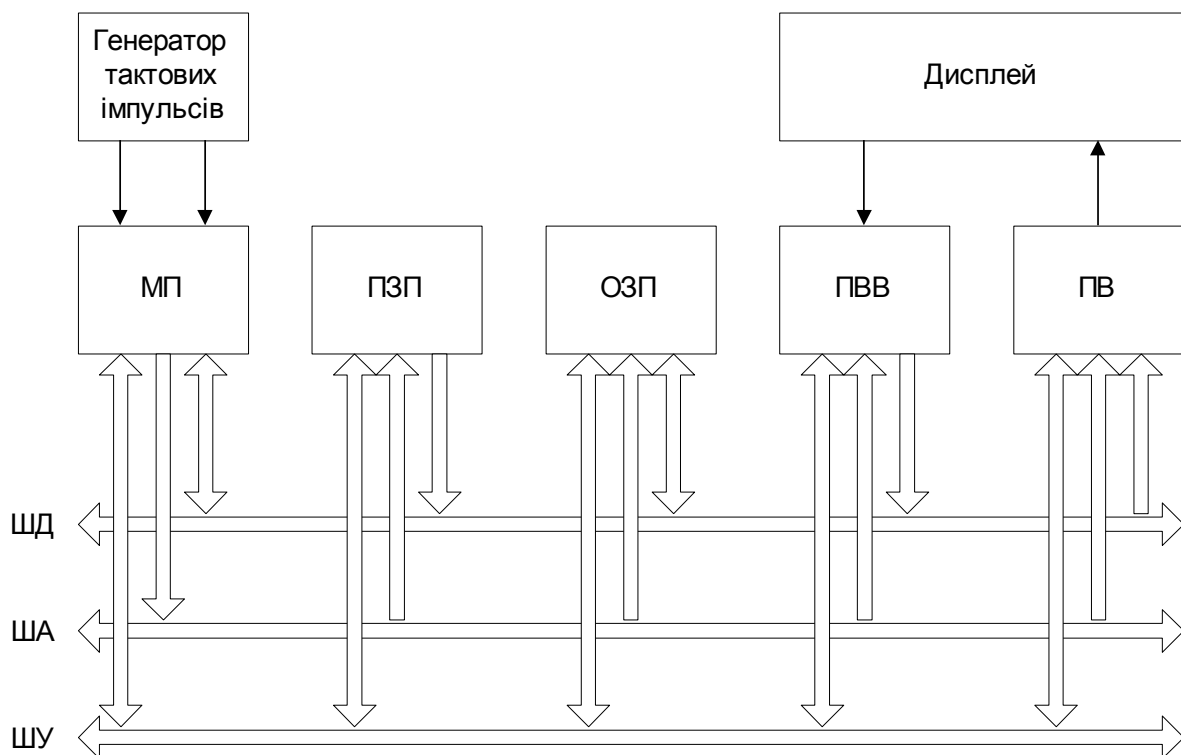 Генератор
тактових
імпульсів
Дисплей
МП
ПЗП
ОЗП
ПВВ
ПВ
ШД
ША
ШУ